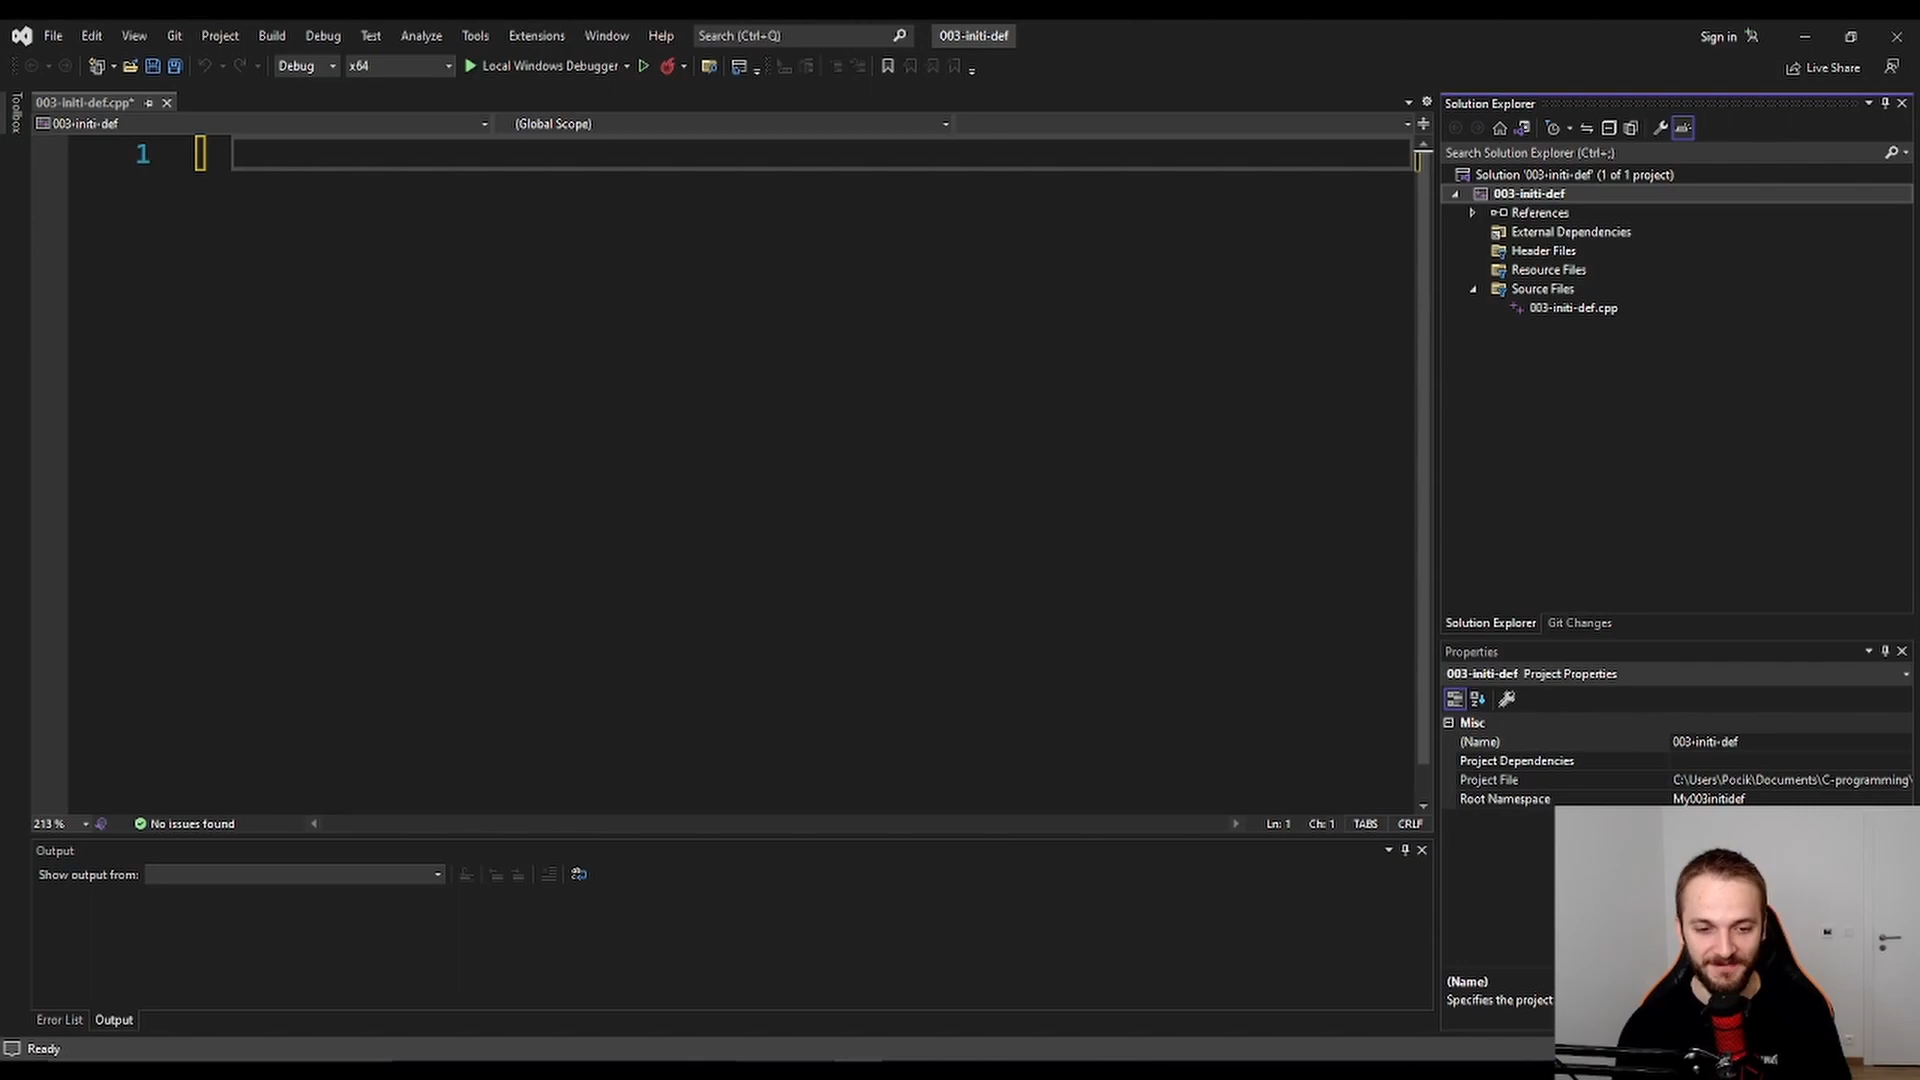 File Edit View Git Project Build Debug Test Analyze Tools Extensions Window Help Search (Ctrl+Q) 003-initi-def Sign in
Debug x64 Local Windows Debugger Live Share
Toolbox
003-initi-def.cpp*
003-initi-def (Global Scope)
1
213 % No issues found Ln: 1 Ch: 1 TABS CRLF
Output
Show output from:
Error List Output
Ready
Solution Explorer
Search Solution Explorer (Ctrl+;)
Solution '003-initi-def' (1 of 1 project)
003-initi-def
References
External Dependencies
Header Files
Resource Files
Source Files
003-initi-def.cpp
Solution Explorer Git Changes
Properties
003-initi-def Project Properties
Misc
(Name) 003-initi-def
Project Dependencies
Project File C:\Users\Pocik\Documents\C-programming\
Root Namespace My003initidef
(Name)
Specifies the project